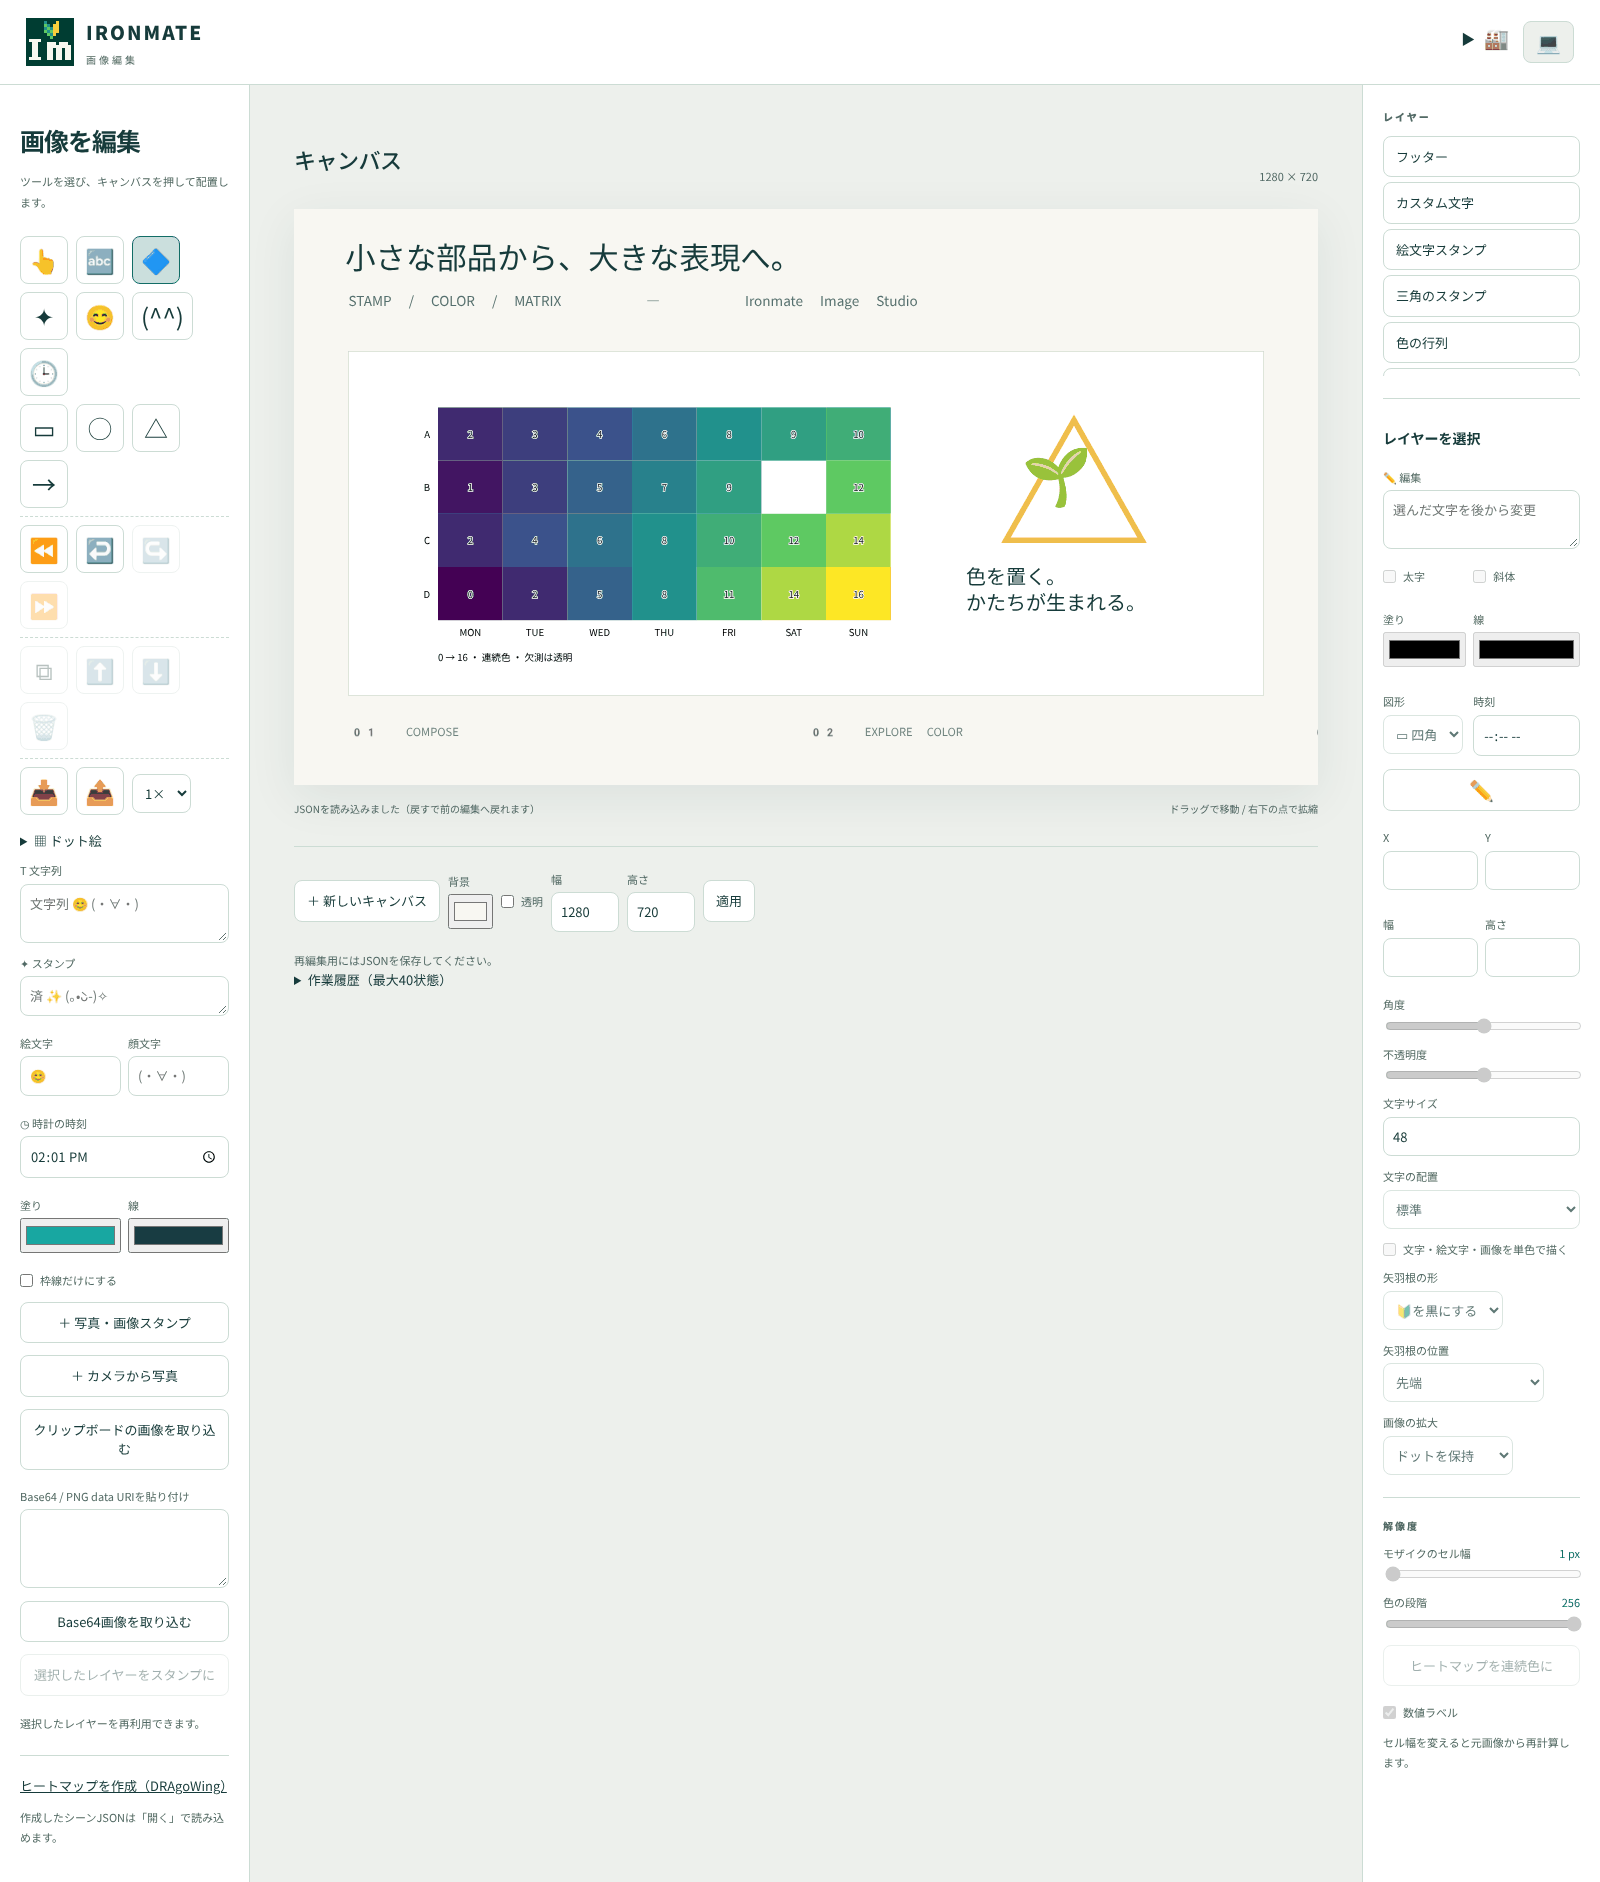 IRONMATE
画像編集
画像を編集
ツールを選び、キャンバスを押して配置し
ます。
abc
(^^)
1×
▦ ドット絵
T 文字列
文字列 😊 (・∀・)
✦ スタンプ
絵文字 顔文字
😊 (・∀・)
◷ 時計の時刻
02:01 PM
塗り 線
枠線だけにする
＋ 写真・画像スタンプ
＋ カメラから写真
クリップボードの画像を取り込
む
Base64 / PNG data URIを貼り付け
Base64画像を取り込む
選択したレイヤーをスタンプに
選択したレイヤーを再利用できます。
ヒートマップを作成（DRAgoWing）
作成したシーンJSONは「開く」で読み込
めます。
キャンバス
1280 × 720
小さな部品から、大きな表現へ。
STAMP / COLOR / MATRIX — Ironmate Image Studio
A 2 3 4 6 8 9 10
B 1 3 5 7 9 12
C 2 4 6 8 10 12 14
D 0 2 5 8 11 14 16
MON TUE WED THU FRI SAT SUN
0 → 16 ・ 連続色 ・ 欠測は透明
色を置く。
かたちが生まれる。
01 COMPOSE 02 EXPLORE COLOR
JSONを読み込みました（戻すで前の編集へ戻れます）
ドラッグで移動 / 右下の点で拡縮
＋ 新しいキャンバス
背景
透明
幅
1280
高さ
720
適用
再編集用にはJSONを保存してください。
作業履歴（最大40状態）
レイヤー
フッター
カスタム文字
絵文字スタンプ
三角のスタンプ
色の行列
レイヤーを選択
✏️ 編集
選んだ文字を後から変更
太字 斜体
塗り 線
図形 時刻
▭ 四角 --:-- --
X Y
幅 高さ
角度
不透明度
文字サイズ
48
文字の配置
標準
文字・絵文字・画像を単色で描く
矢羽根の形
🔰を黒にする
矢羽根の位置
先端
画像の拡大
ドットを保持
解像度
モザイクのセル幅 1 px
色の段階 256
ヒートマップを連続色に
数値ラベル
セル幅を変えると元画像から再計算し
ます。